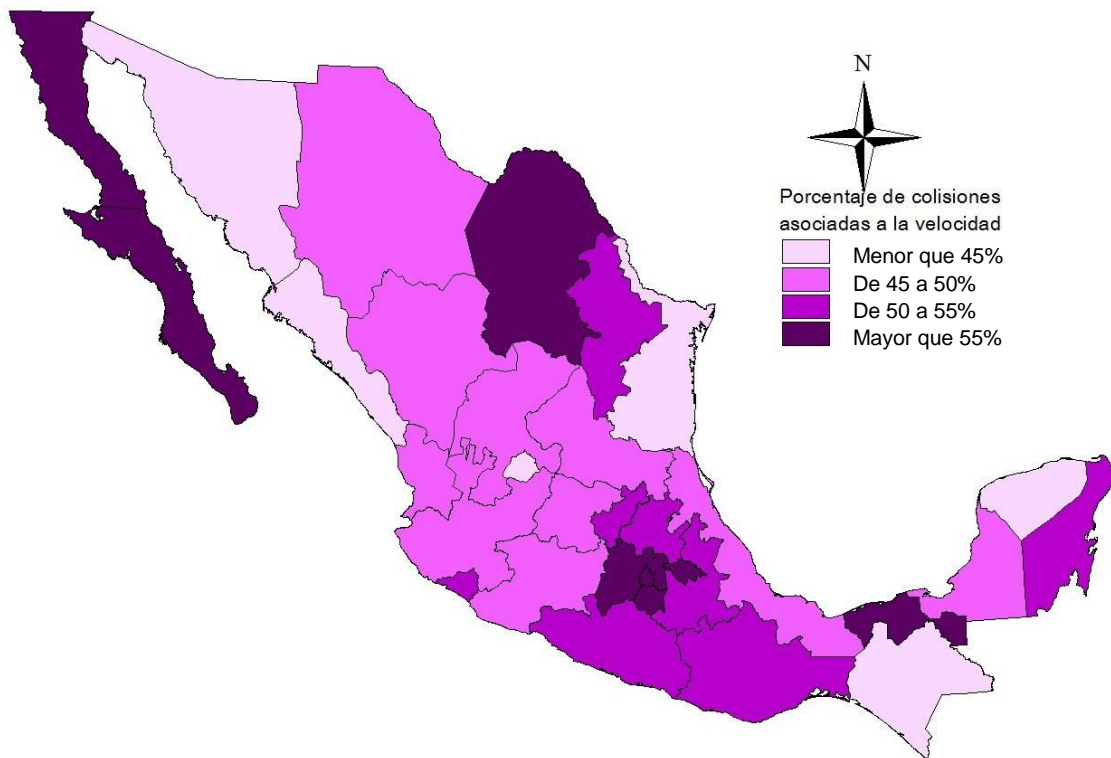 N
Porcentaje de colisiones
asociadas a la velocidad
Menor que 45%
De 45 a 50%
De 50 a 55%
Mayor que 55%